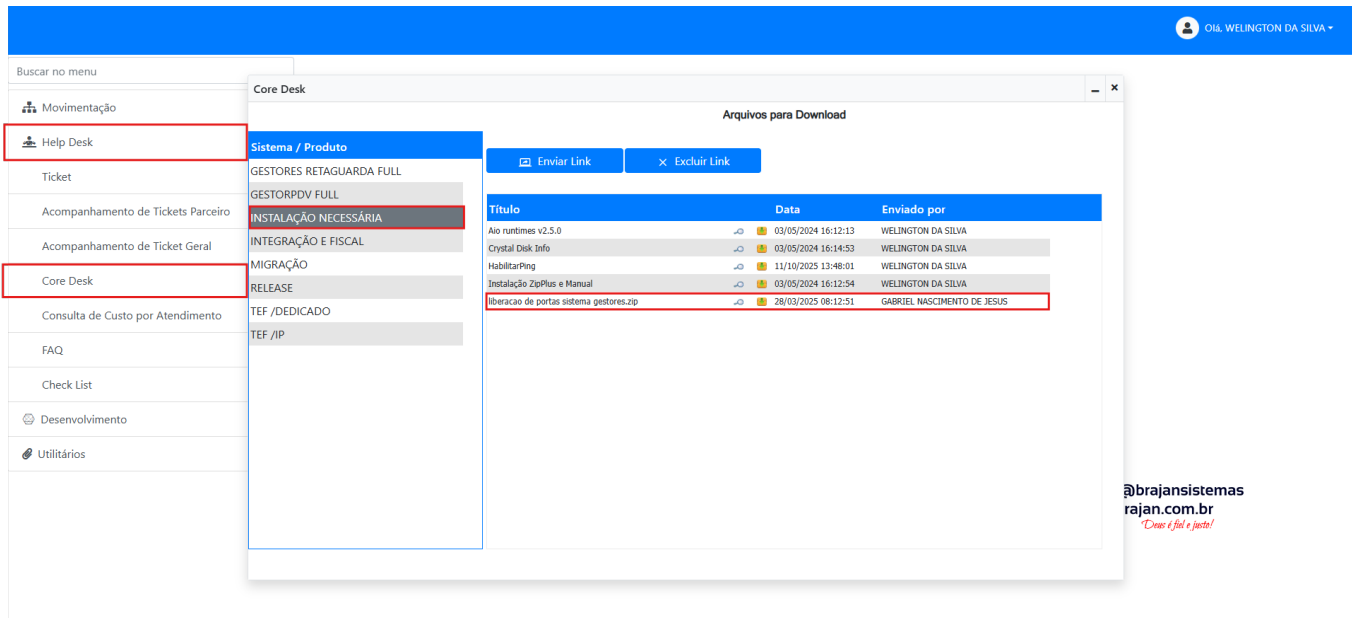 Olá, WELINGTON DA SILVA
Buscar no menu
Movimentação
Help Desk
Ticket
Acompanhamento de Tickets Parceiro
Acompanhamento de Ticket Geral
Core Desk
Consulta de Custo por Atendimento
FAQ
Check List
Desenvolvimento
Utilitários
Core Desk
Arquivos para Download
Sistema / Produto
GESTORES RETAGUARDA FULL
GESTORPDV FULL
INSTALAÇÃO NECESSÁRIA
INTEGRAÇÃO E FISCAL
MIGRAÇÃO
RELEASE
TEF /DEDICADO
TEF /IP
Enviar Link
Excluir Link
Título Data Enviado por
Aio runtimes v2.5.0 03/05/2024 16:12:13 WELINGTON DA SILVA
Crystal Disk Info 03/05/2024 16:14:53 WELINGTON DA SILVA
HabilitarPing 11/10/2025 13:48:01 WELINGTON DA SILVA
Instalação ZipPlus e Manual 03/05/2024 16:12:54 WELINGTON DA SILVA
liberacao de portas sistema gestores.zip 28/03/2025 08:12:51 GABRIEL NASCIMENTO DE JESUS
@brajansistemas
rajan.com.br
Deus é fiel e justo!